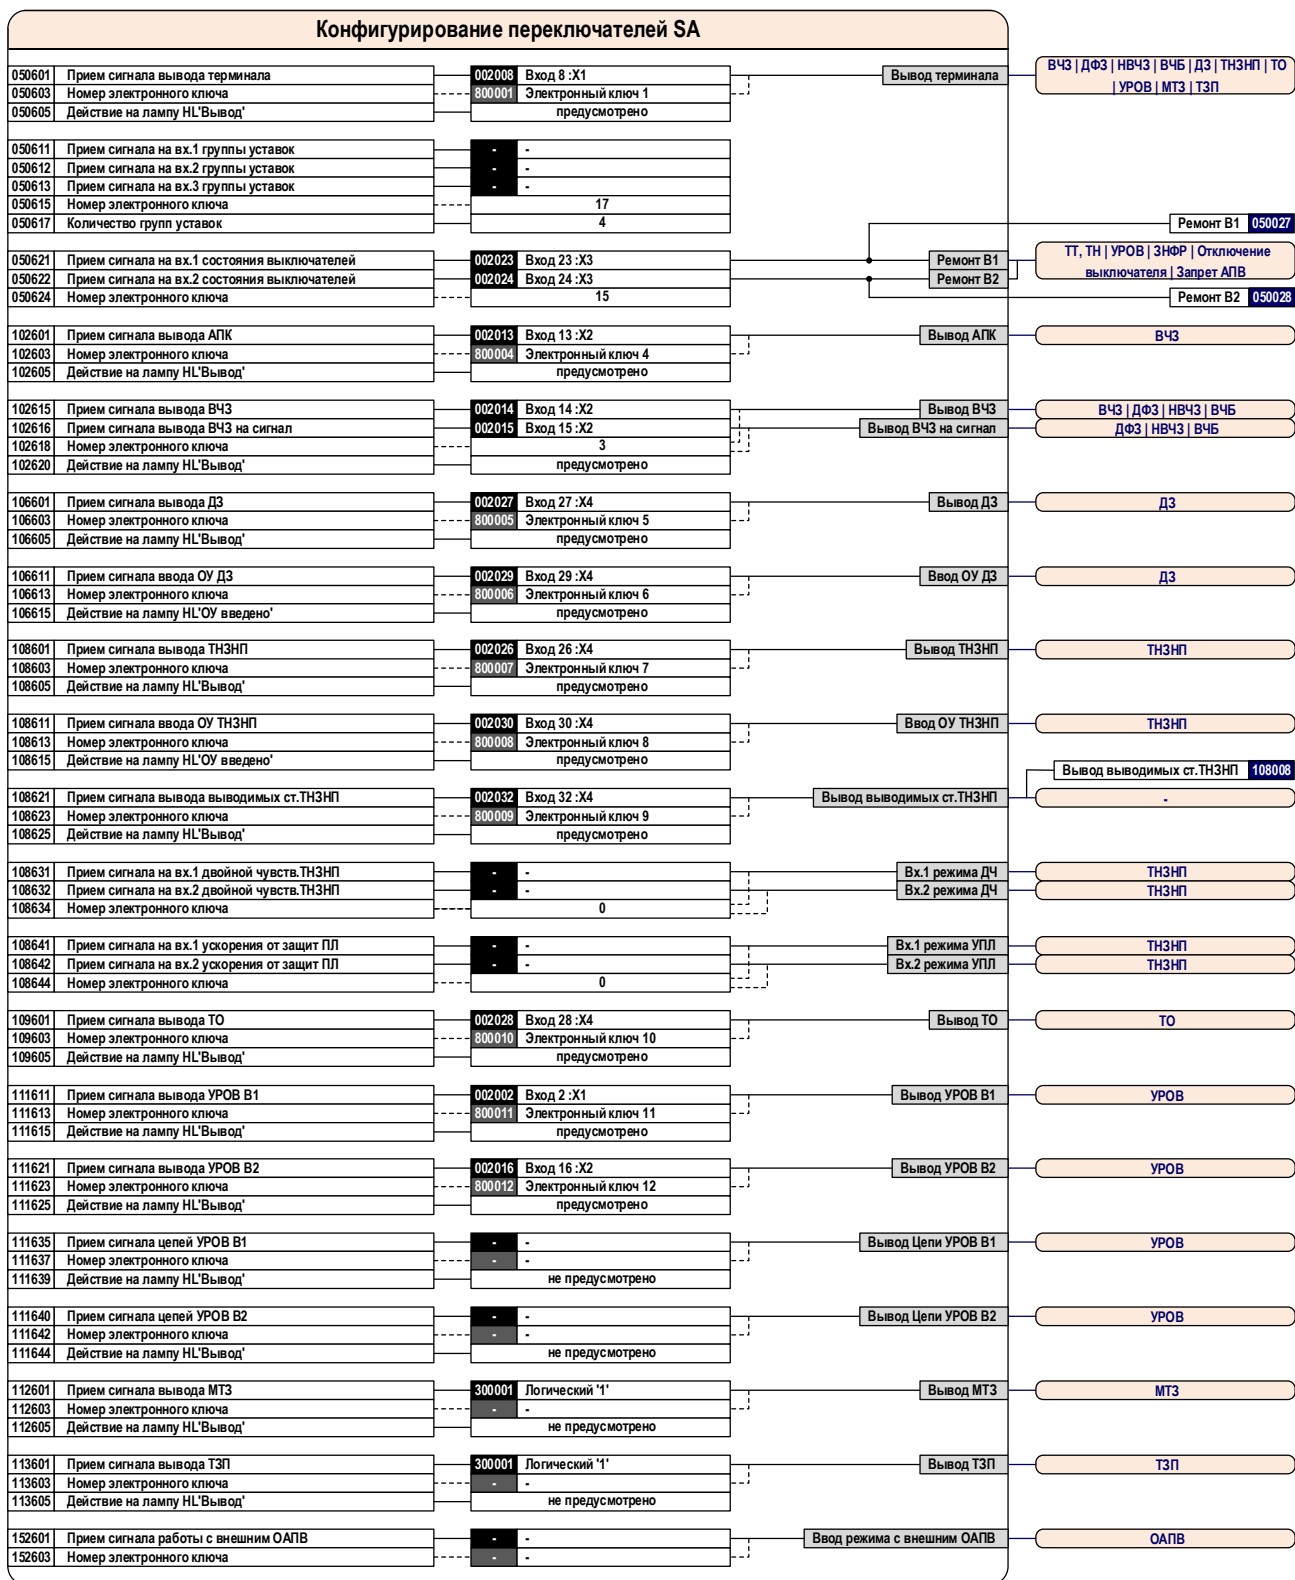 Конфигурирование переключателей SA
050601 Прием сигнала вывода терминала 002008 Вход 8 :X1 Вывод терминала ВЧЗ | ДФЗ | НВЧЗ | ВЧБ | ДЗ | ТНЗНП | ТО | УРОВ | МТЗ | ТЗП
050603 Номер электронного ключа 800001 Электронный ключ 1
050605 Действие на лампу HL'Вывод' предусмотрено
050611 Прием сигнала на вх.1 группы уставок - -
050612 Прием сигнала на вх.2 группы уставок - -
050613 Прием сигнала на вх.3 группы уставок - -
050615 Номер электронного ключа 17
050617 Количество групп уставок 4
Ремонт В1 050027
050621 Прием сигнала на вх.1 состояния выключателей 002023 Вход 23 :X3 Ремонт В1 ТТ, ТН | УРОВ | ЗНФР | Отключение выключателя | Запрет АПВ
050622 Прием сигнала на вх.2 состояния выключателей 002024 Вход 24 :X3 Ремонт В2
050624 Номер электронного ключа 15
Ремонт В2 050028
102601 Прием сигнала вывода АПК 002013 Вход 13 :X2 Вывод АПК ВЧЗ
102603 Номер электронного ключа 800004 Электронный ключ 4
102605 Действие на лампу HL'Вывод' предусмотрено
102615 Прием сигнала вывода ВЧЗ 002014 Вход 14 :X2 Вывод ВЧЗ ВЧЗ | ДФЗ | НВЧЗ | ВЧБ
102616 Прием сигнала вывода ВЧЗ на сигнал 002015 Вход 15 :X2 Вывод ВЧЗ на сигнал ДФЗ | НВЧЗ | ВЧБ
102618 Номер электронного ключа 3
102620 Действие на лампу HL'Вывод' предусмотрено
106601 Прием сигнала вывода ДЗ 002027 Вход 27 :X4 Вывод ДЗ ДЗ
106603 Номер электронного ключа 800005 Электронный ключ 5
106605 Действие на лампу HL'Вывод' предусмотрено
106611 Прием сигнала ввода ОУ ДЗ 002029 Вход 29 :X4 Ввод ОУ ДЗ ДЗ
106613 Номер электронного ключа 800006 Электронный ключ 6
106615 Действие на лампу HL'ОУ введено' предусмотрено
108601 Прием сигнала вывода ТНЗНП 002026 Вход 26 :X4 Вывод ТНЗНП ТНЗНП
108603 Номер электронного ключа 800007 Электронный ключ 7
108605 Действие на лампу HL'Вывод' предусмотрено
108611 Прием сигнала ввода ОУ ТНЗНП 002030 Вход 30 :X4 Ввод ОУ ТНЗНП ТНЗНП
108613 Номер электронного ключа 800008 Электронный ключ 8
108615 Действие на лампу HL'ОУ введено' предусмотрено
Вывод выводимых ст.ТНЗНП 108008
108621 Прием сигнала вывода выводимых ст.ТНЗНП 002032 Вход 32 :X4 Вывод выводимых ст.ТНЗНП -
108623 Номер электронного ключа 800009 Электронный ключ 9
108625 Действие на лампу HL'Вывод' предусмотрено
108631 Прием сигнала на вх.1 двойной чувств.ТНЗНП - - Вх.1 режима ДЧ ТНЗНП
108632 Прием сигнала на вх.2 двойной чувств.ТНЗНП - - Вх.2 режима ДЧ ТНЗНП
108634 Номер электронного ключа 0
108641 Прием сигнала на вх.1 ускорения от защит ПЛ - - Вх.1 режима УПЛ ТНЗНП
108642 Прием сигнала на вх.2 ускорения от защит ПЛ - - Вх.2 режима УПЛ ТНЗНП
108644 Номер электронного ключа 0
109601 Прием сигнала вывода ТО 002028 Вход 28 :X4 Вывод ТО ТО
109603 Номер электронного ключа 800010 Электронный ключ 10
109605 Действие на лампу HL'Вывод' предусмотрено
111611 Прием сигнала вывода УРОВ В1 002002 Вход 2 :X1 Вывод УРОВ В1 УРОВ
111613 Номер электронного ключа 800011 Электронный ключ 11
111615 Действие на лампу HL'Вывод' предусмотрено
111621 Прием сигнала вывода УРОВ В2 002016 Вход 16 :X2 Вывод УРОВ В2 УРОВ
111623 Номер электронного ключа 800012 Электронный ключ 12
111625 Действие на лампу HL'Вывод' предусмотрено
111635 Прием сигнала цепей УРОВ В1 - - Вывод Цепи УРОВ В1 УРОВ
111637 Номер электронного ключа - -
111639 Действие на лампу HL'Вывод' не предусмотрено
111640 Прием сигнала цепей УРОВ В2 - - Вывод Цепи УРОВ В2 УРОВ
111642 Номер электронного ключа - -
111644 Действие на лампу HL'Вывод' не предусмотрено
112601 Прием сигнала вывода МТЗ 300001 Логический '1' Вывод МТЗ МТЗ
112603 Номер электронного ключа - -
112605 Действие на лампу HL'Вывод' не предусмотрено
113601 Прием сигнала вывода ТЗП 300001 Логический '1' Вывод ТЗП ТЗП
113603 Номер электронного ключа - -
113605 Действие на лампу HL'Вывод' не предусмотрено
152601 Прием сигнала работы с внешним ОАПВ - - Ввод режима с внешним ОАПВ ОАПВ
152603 Номер электронного ключа - -